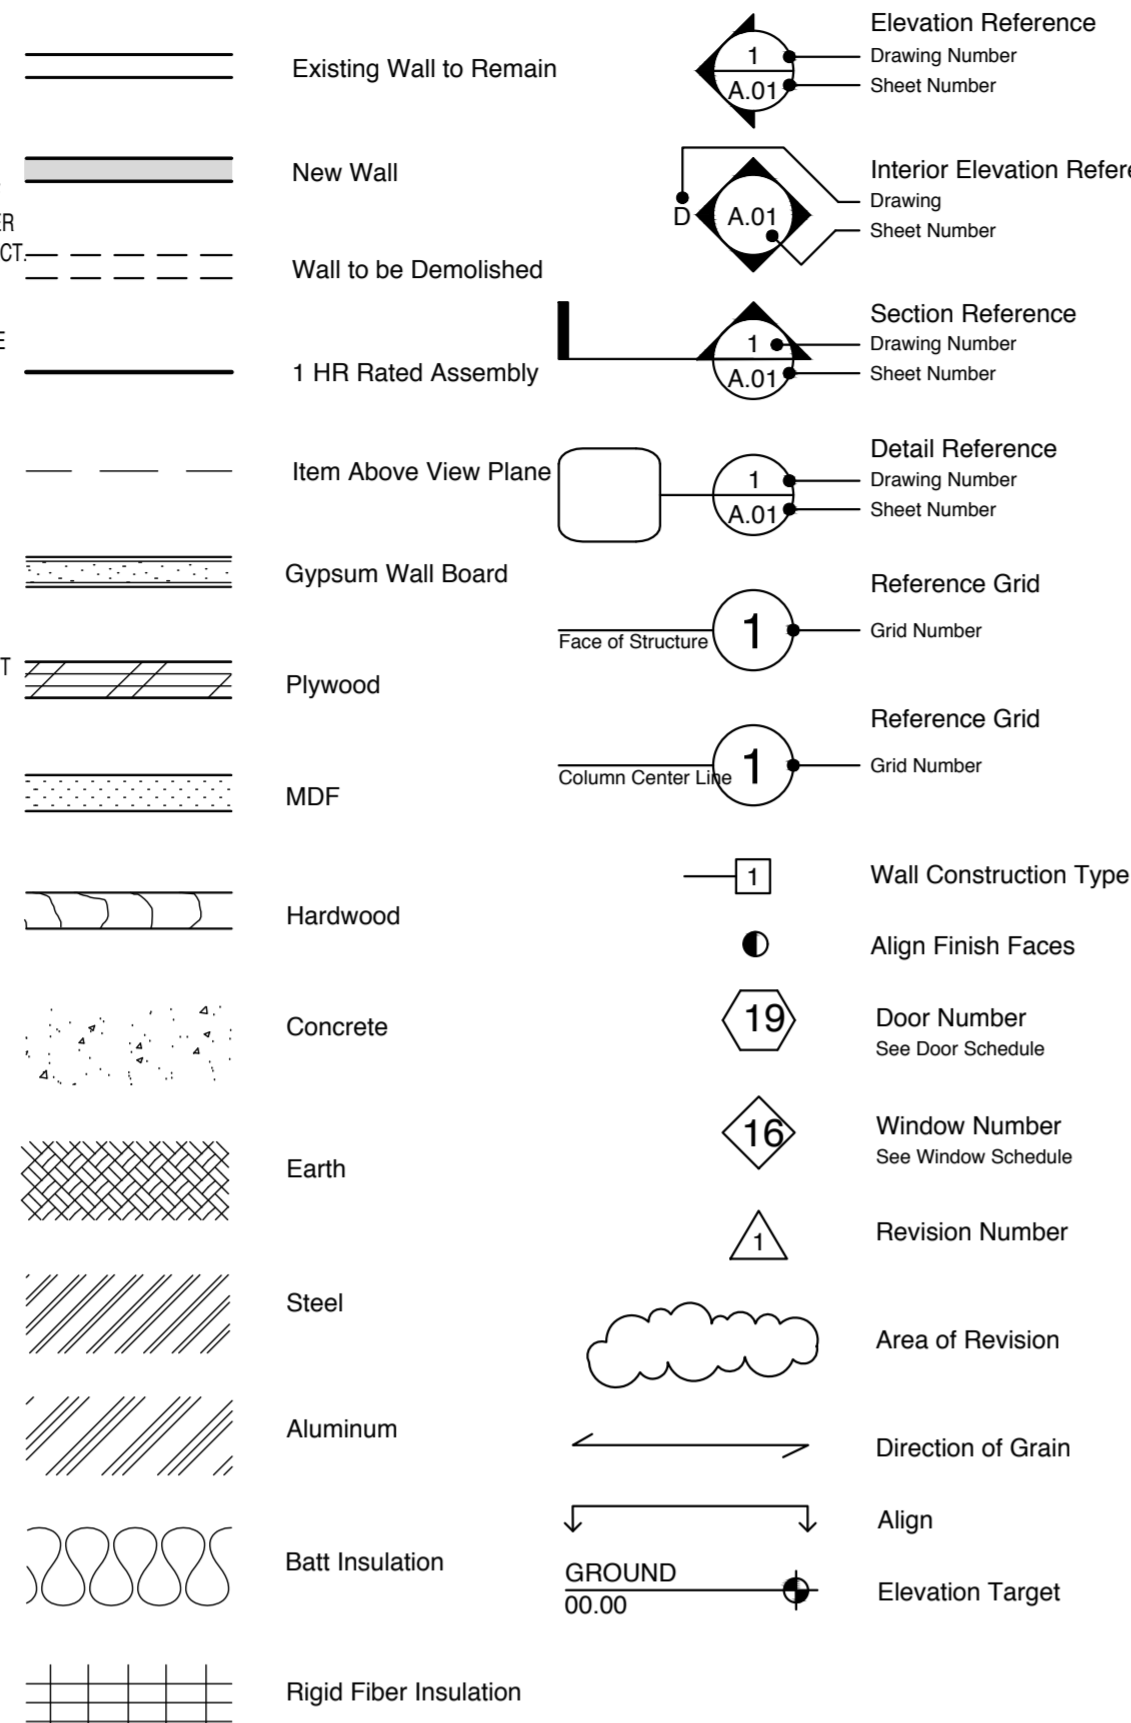 ER
CT.
E
T
Existing Wall to Remain
New Wall
Wall to be Demolished
1 HR Rated Assembly
Item Above View Plane
Gypsum Wall Board
Plywood
MDF
Hardwood
Concrete
Earth
Steel
Aluminum
Batt Insulation
Rigid Fiber Insulation
1
A.01
Elevation Reference
Drawing Number
Sheet Number
D
A.01
Interior Elevation Refere
Drawing
Sheet Number
1
A.01
Section Reference
Drawing Number
Sheet Number
1
A.01
Detail Reference
Drawing Number
Sheet Number
Face of Structure
1
Reference Grid
Grid Number
Column Center Line
1
Reference Grid
Grid Number
1
Wall Construction Type
Align Finish Faces
19
Door Number
See Door Schedule
16
Window Number
See Window Schedule
1
Revision Number
Area of Revision
Direction of Grain
Align
GROUND
00.00
Elevation Target